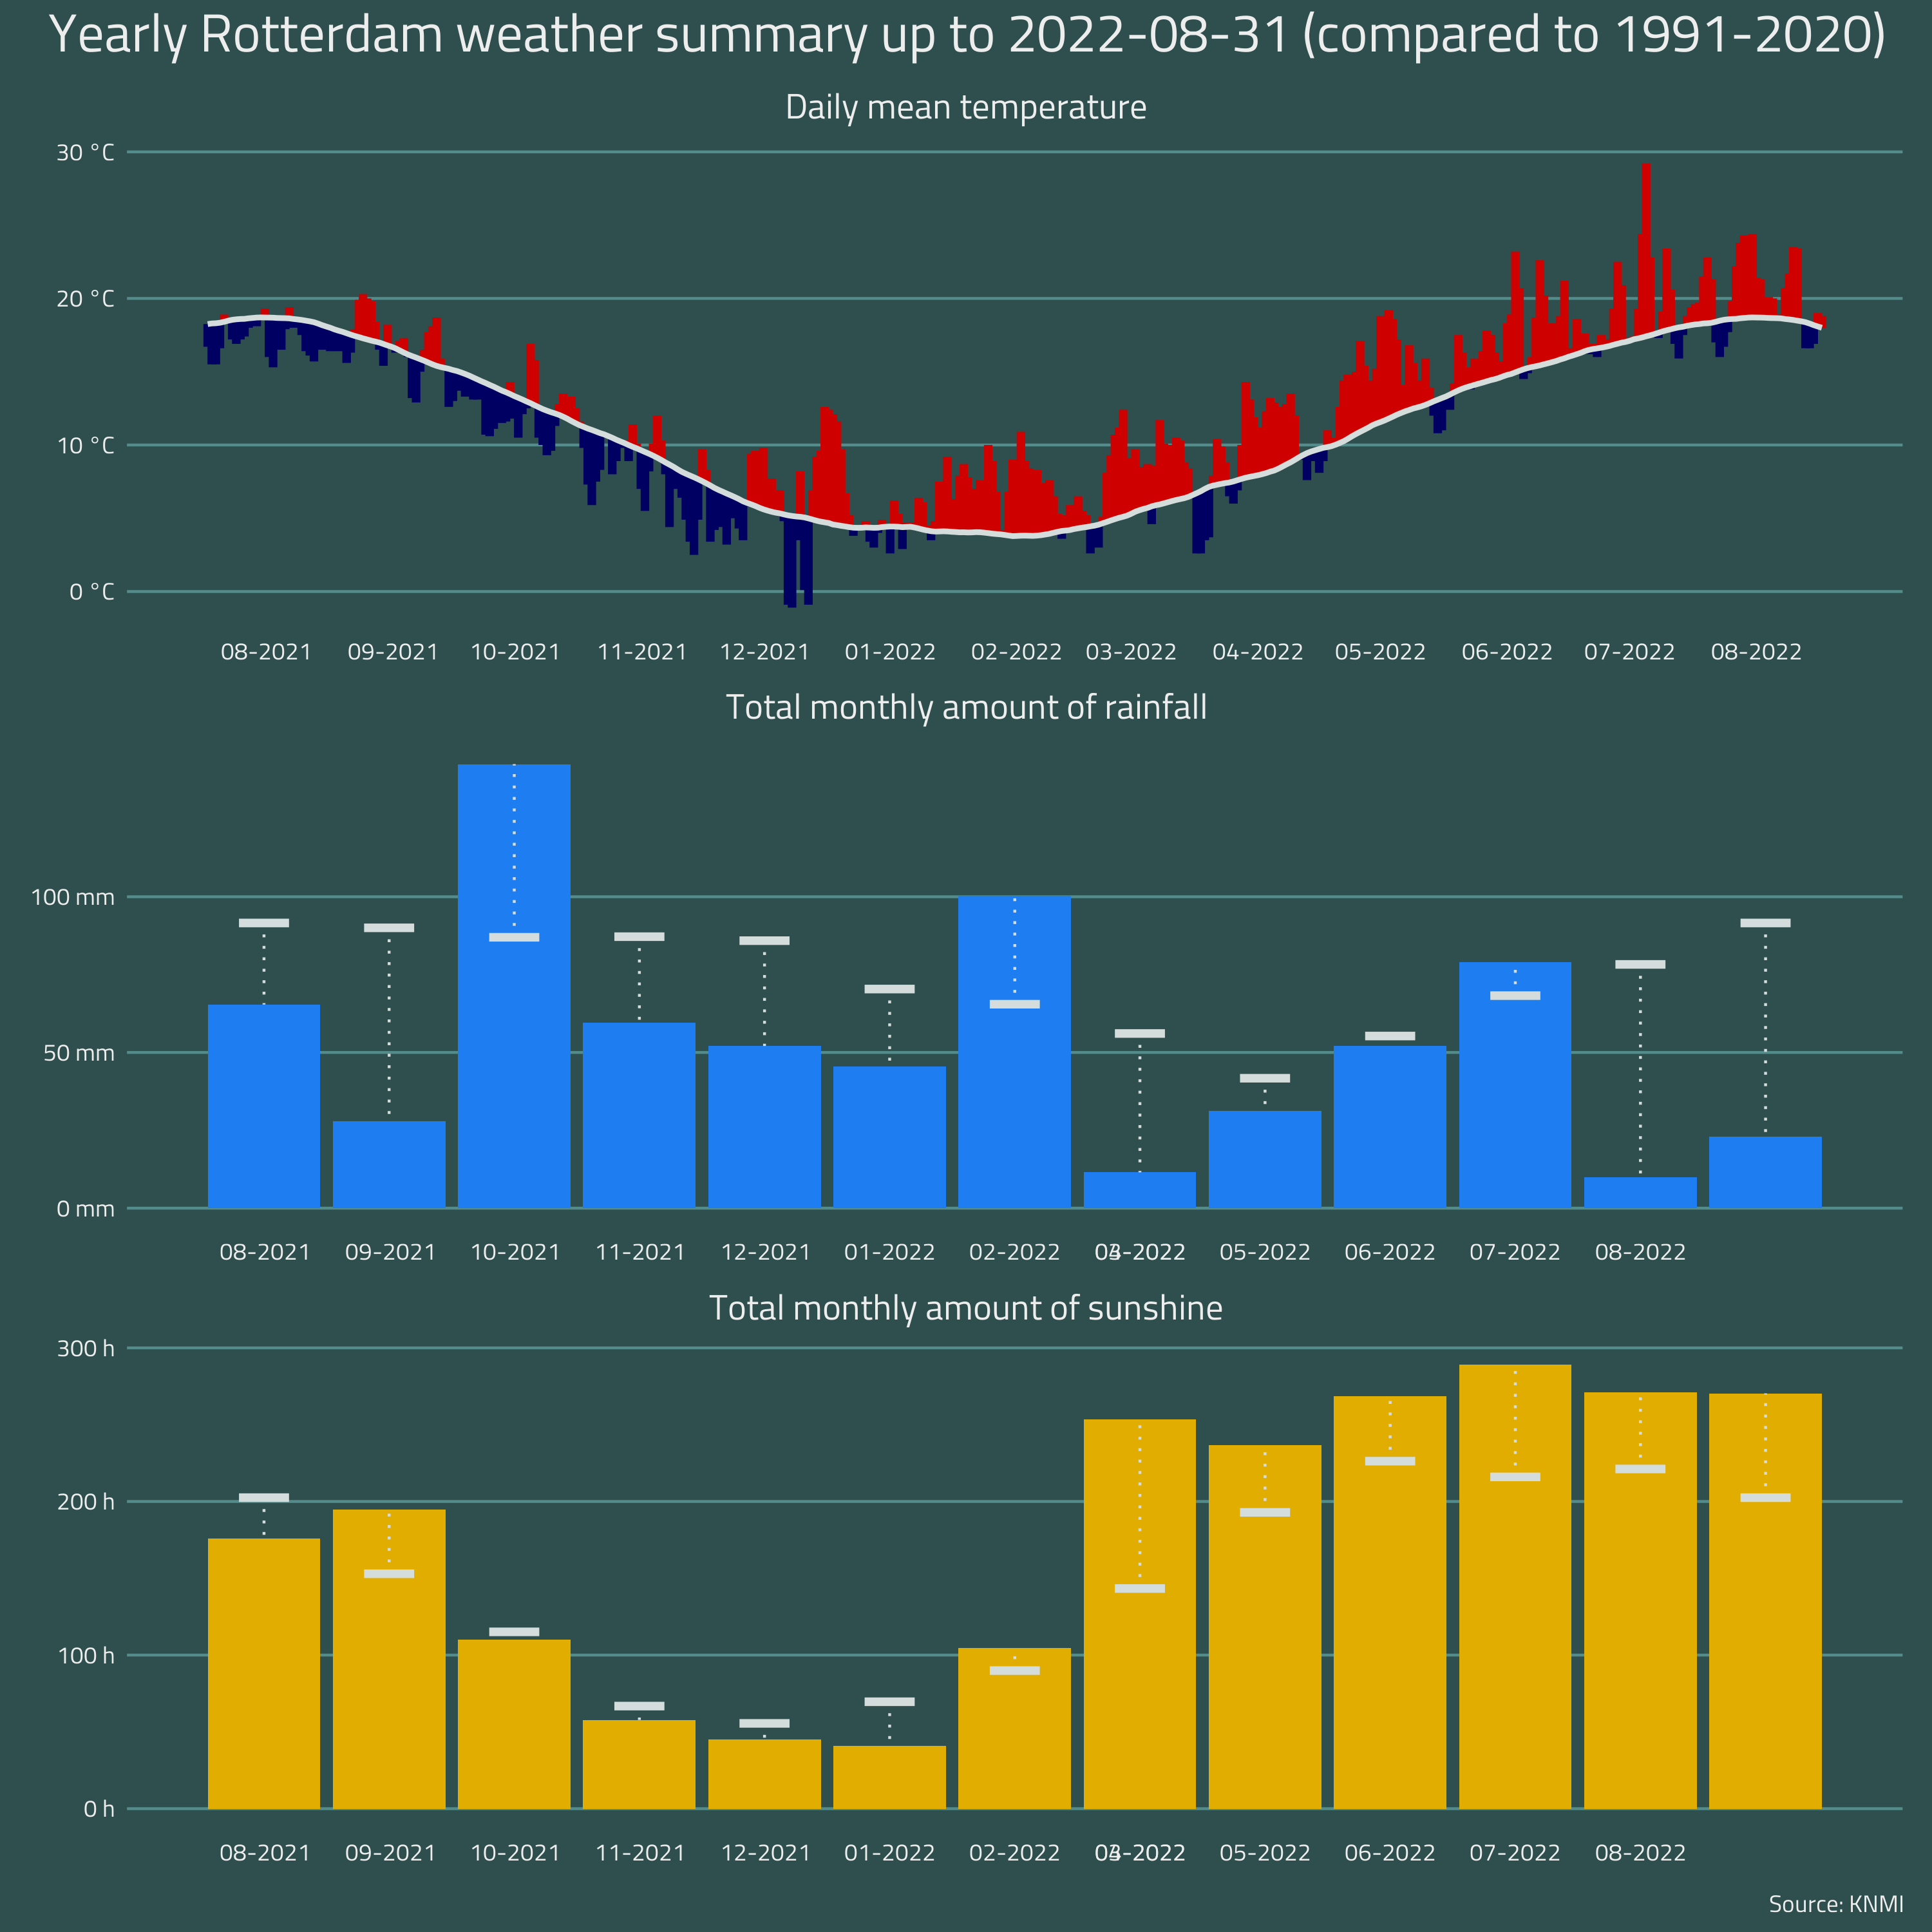 Yearly Rotterdam weather summary up to 2022-08-31 (compared to 1991-2020)
Daily mean temperature
30 °C
20 °C
10 °C
0 °C
08-2021 09-2021 10-2021 11-2021 12-2021 01-2022 02-2022 03-2022 04-2022 05-2022 06-2022 07-2022 08-2022
Total monthly amount of rainfall
100 mm
50 mm
0 mm
08-2021 09-2021 10-2021 11-2021 12-2021 01-2022 02-2022 05-2022 06-2022 07-2022 08-2022
Total monthly amount of sunshine
300 h
200 h
100 h
0 h
08-2021 09-2021 10-2021 11-2021 12-2021 01-2022 02-2022 05-2022 06-2022 07-2022 08-2022
Source: KNMI